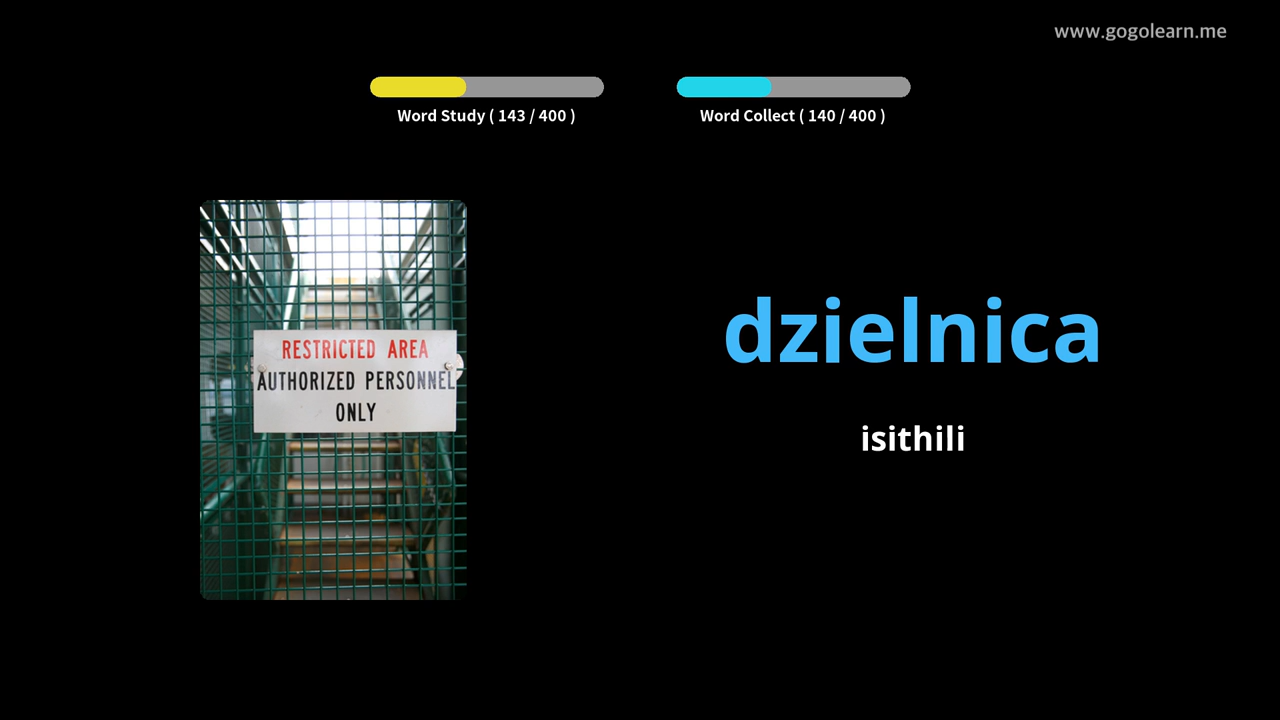 www.gogolearn.me
Word Study ( 143 / 400 )
Word Collect ( 140 / 400 )
RESTRICTED AREA
AUTHORIZED PERSONNEL
ONLY
dzielnica
isithili